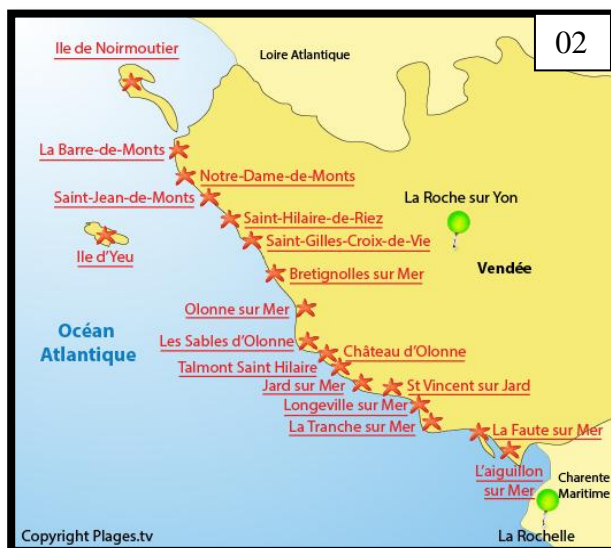 02
Ile de Noirmoutier
Loire Atlantique
La Barre-de-Monts
Notre-Dame-de-Monts
Saint-Jean-de-Monts
La Roche sur Yon
Saint-Hilaire-de-Riez
Saint-Gilles-Croix-de-Vie
Ile d'Yeu
Vendée
Bretignolles sur Mer
Olonne sur Mer
Océan
Atlantique
Les Sables d'Olonne
Château d'Olonne
Talmont Saint Hilaire
Jard sur Mer
St Vincent sur Jard
Longeville sur Mer
La Tranche sur Mer
La Faute sur Mer
L'aiguillon
sur Mer
Charente
Maritime
Copyright Plages.tv
La Rochelle